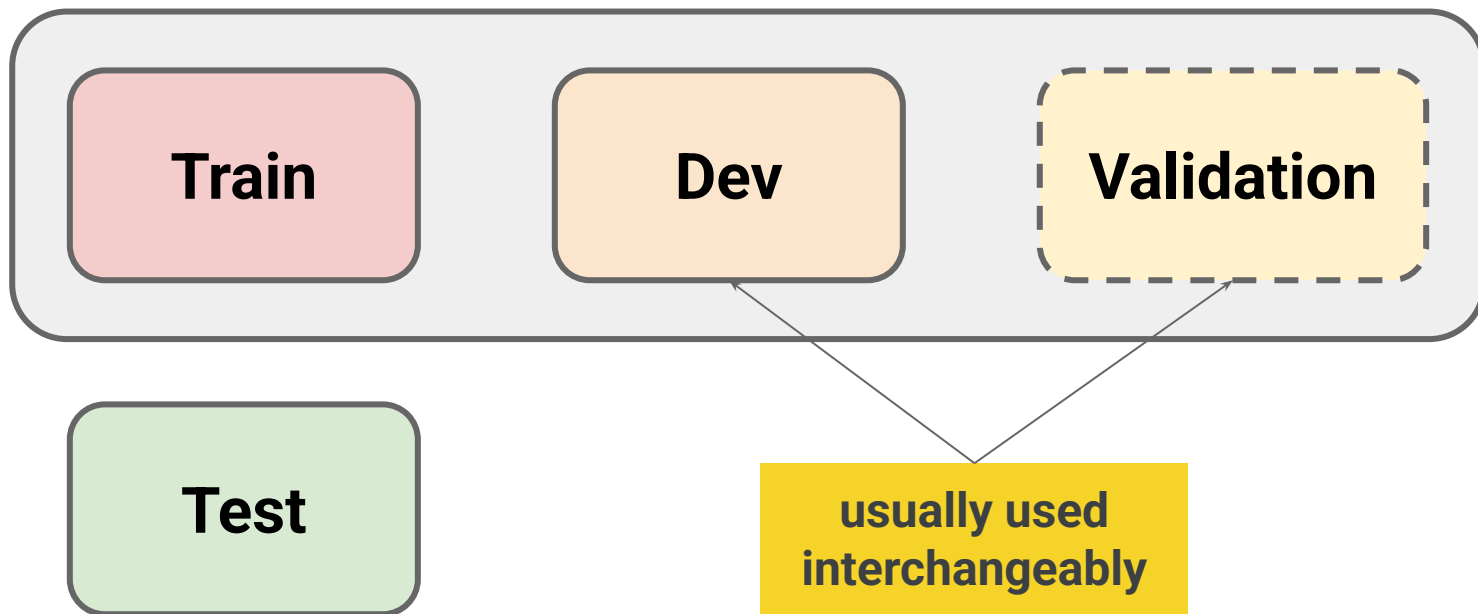 Train
Dev
Validation
Test
usually used
interchangeably